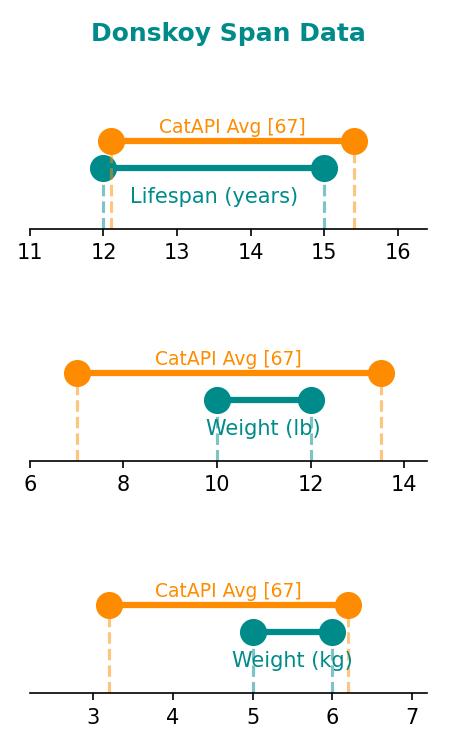 Donskoy Span Data
CatAPI Avg [67]
Lifespan (years)
11 12 13 14 15 16
CatAPI Avg [67]
Weight (lb)
6 8 10 12 14
CatAPI Avg [67]
Weight (kg)
3 4 5 6 7